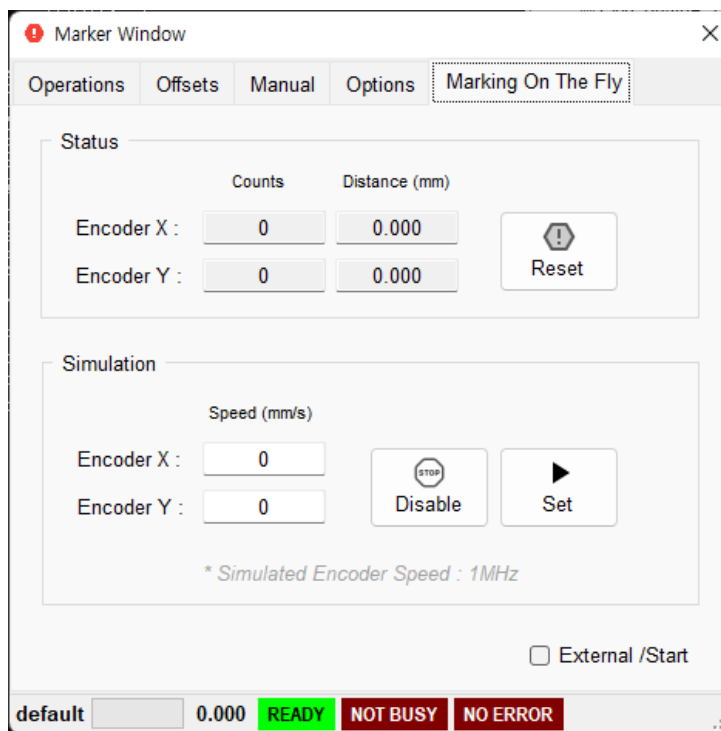 Marker Window
Operations Offsets Manual Options Marking On The Fly
Status
Counts Distance (mm)
Encoder X : 0 0.000
Encoder Y : 0 0.000
Reset
Simulation
Speed (mm/s)
Encoder X : 0
Encoder Y : 0
STOP
Disable Set
* Simulated Encoder Speed : 1MHz
External /Start
default 0.000 READY NOT BUSY NO ERROR